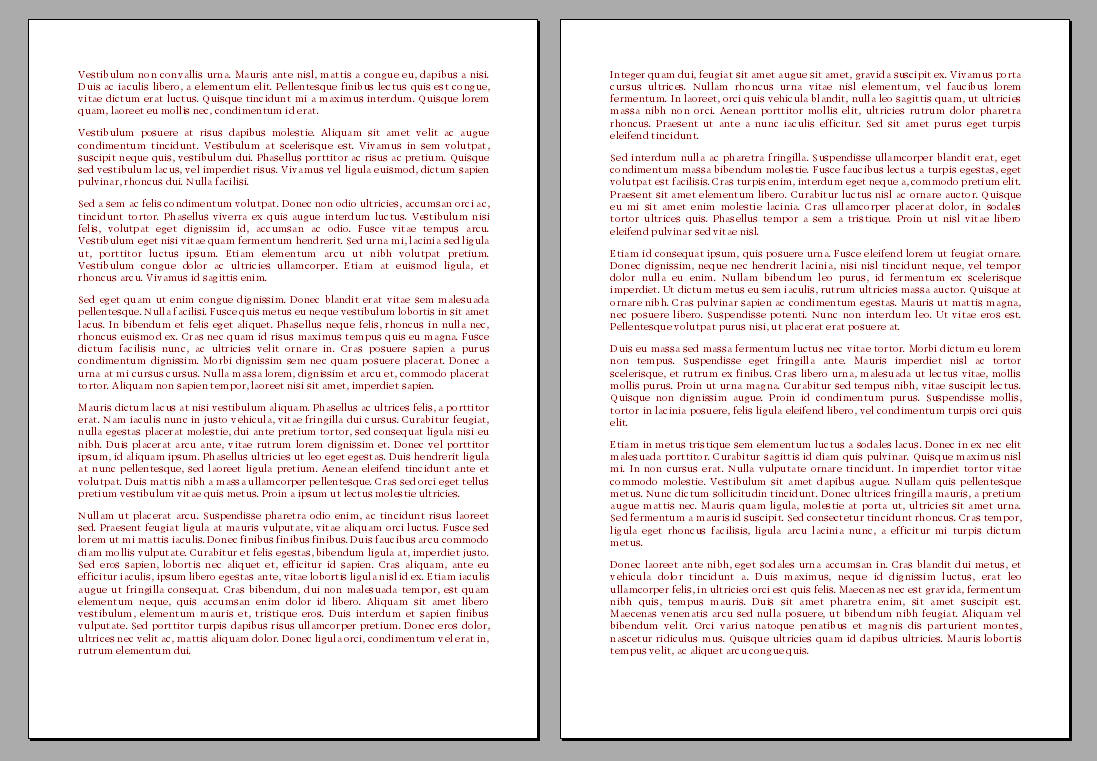 Vestibulum non convallis urna. Mauris ante nisl, mattis a congue eu, dapibus a nisi.
Duis ac iaculis libero, a elementum elit. Pellentesque finibus lectus quis est congue,
vitae dictum erat luctus. Quisque tincidunt mi a maximus interdum. Quisque lorem
quam, laoreet eu mollis nec, condimentum id erat.
Vestibulum posuere at risus dapibus molestie. Aliquam sit amet velit ac augue
condimentum tincidunt. Vestibulum at scelerisque est. Vivamus in sem volutpat,
suscipit neque quis, vestibulum dui. Phasellus porttitor ac risus ac pretium. Quisque
sed vestibulum lacus, vel imperdiet risus. Vivamus vel ligula euismod, dictum sapien
pulvinar, rhoncus dui. Nulla facilisi.
Sed a sem ac felis condimentum volutpat. Donec non odio ultricies, accumsan orci ac,
tincidunt tortor. Phasellus viverra ex quis augue interdum luctus. Vestibulum nisi
felis, volutpat eget dignissim id, accumsan ac odio. Fusce vitae tempus arcu.
Vestibulum eget nisi vitae quam fermentum hendrerit. Sed urna mi, lacinia sed ligula
ut, porttitor luctus ipsum. Etiam elementum arcu ut nibh volutpat pretium.
Vestibulum congue dolor ac ultricies ullamcorper. Etiam at euismod ligula, et
rhoncus arcu. Vivamus id sagittis enim.
Sed eget quam ut enim congue dignissim. Donec blandit erat vitae sem malesuada
pellentesque. Nulla facilisi. Fusce quis metus eu neque vestibulum lobortis in sit amet
lacus. In bibendum et felis eget aliquet. Phasellus neque felis, rhoncus in nulla nec,
rhoncus euismod ex. Cras nec quam id risus maximus tempus quis eu magna. Fusce
dictum facilisis nunc, ac ultricies velit ornare in. Cras posuere sapien a purus
condimentum dignissim. Morbi dignissim sem nec quam posuere placerat. Donec a
urna at mi cursus cursus. Nulla massa lorem, dignissim et arcu et, commodo placerat
tortor. Aliquam non sapien tempor, laoreet nisi sit amet, imperdiet sapien.
Mauris dictum lacus at nisi vestibulum aliquam. Phasellus ac ultrices felis, a porttitor
erat. Nam iaculis nunc in justo vehicula, vitae fringilla dui cursus. Curabitur feugiat,
nulla egestas placerat molestie, dui ante pretium tortor, sed consequat ligula nisi eu
nibh. Duis placerat arcu ante, vitae rutrum lorem dignissim et. Donec vel porttitor
ipsum, id aliquam ipsum. Phasellus ultricies ut leo eget egestas. Duis hendrerit ligula
at nunc pellentesque, sed laoreet ligula pretium. Aenean eleifend tincidunt ante et
volutpat. Duis mattis nibh a massa ullamcorper pellentesque. Cras sed orci eget tellus
pretium vestibulum vitae quis metus. Proin a ipsum ut lectus molestie ultricies.
Nullam ut placerat arcu. Suspendisse pharetra odio enim, ac tincidunt risus laoreet
sed. Praesent feugiat ligula at mauris vulputate, vitae aliquam orci luctus. Fusce sed
lorem ut mi mattis iaculis. Donec finibus finibus finibus. Duis faucibus arcu commodo
diam mollis vulputate. Curabitur et felis egestas, bibendum ligula at, imperdiet justo.
Sed eros sapien, lobortis nec aliquet et, efficitur id sapien. Cras aliquam, ante eu
efficitur iaculis, ipsum libero egestas ante, vitae lobortis ligula nisl id ex. Etiam iaculis
augue ut fringilla consequat. Cras bibendum, dui non malesuada tempor, est quam
elementum neque, quis accumsan enim dolor id libero. Aliquam sit amet libero
vestibulum, elementum mauris et, tristique eros. Duis interdum et sapien finibus
vulputate. Sed porttitor turpis dapibus risus ullamcorper pretium. Donec eros dolor,
ultrices nec velit ac, mattis aliquam dolor. Donec ligula orci, condimentum vel erat in,
rutrum elementum dui.
Integer quam dui, feugiat sit amet augue sit amet, gravida suscipit ex. Vivamus porta
cursus ultrices. Nullam rhoncus urna vitae nisl elementum, vel faucibus lorem
fermentum. In laoreet, orci quis vehicula blandit, nulla leo sagittis quam, ut ultricies
massa nibh non orci. Aenean porttitor mollis elit, ultricies rutrum dolor pharetra
rhoncus. Praesent ut ante a nunc iaculis efficitur. Sed sit amet purus eget turpis
eleifend tincidunt.
Sed interdum nulla ac pharetra fringilla. Suspendisse ullamcorper blandit erat, eget
condimentum massa bibendum molestie. Fusce faucibus lectus a turpis egestas, eget
volutpat est facilisis. Cras turpis enim, interdum eget neque a, commodo pretium elit.
Praesent sit amet enim libero. Curabitur luctus nisl ac ornare auctor. Quisque
eu mi sit amet enim molestie lacinia. Cras ullamcorper placerat dolor, in sodales
tortor ultrices quis. Phasellus tempor a sem a tristique. Proin ut nisl vitae libero
eleifend pulvinar sed vitae nisl.
Etiam id consequat ipsum, quis posuere urna. Fusce eleifend lorem ut feugiat ornare.
Donec dignissim, neque nec hendrerit lacinia, nisi nisl tincidunt neque, vel tempor
dolor nulla eu enim. Nullam bibendum leo purus, id fermentum ex scelerisque
imperdiet. Ut dictum metus eu sem iaculis, rutrum ultricies massa auctor. Quisque at
ornare nibh. Cras pulvinar sapien ac condimentum egestas. Mauris ut mattis magna,
nec posuere libero. Suspendisse potenti. Nunc non interdum leo. Ut vitae eros est.
Pellentesque volutpat purus nisi, ut placerat erat posuere at.
Duis eu massa sed massa fermentum luctus nec vitae tortor. Morbi dictum eu lorem
non tempus. Suspendisse eget fringilla ante. Mauris imperdiet nisl ac tortor
scelerisque, et rutrum ex finibus. Cras libero urna, malesuada ut lectus vitae, mollis
mollis purus. Proin ut urna magna. Curabitur sed tempus nibh, vitae suscipit lectus.
Quisque non dignissim augue. Proin id condimentum purus. Suspendisse mollis,
tortor in lacinia posuere, felis ligula eleifend libero, vel condimentum turpis orci quis
elit.
Etiam in metus tristique sem elementum luctus a sodales lacus. Donec in ex nec elit
malesuada porttitor. Curabitur sagittis id diam quis pulvinar. Quisque maximus nisl
mi. In non cursus erat. Nulla vulputate ornare tincidunt. In imperdiet tortor vitae
commodo molestie. Vestibulum sit amet dapibus augue. Nullam quis pellentesque
metus. Nunc dictum sollicitudin tincidunt. Donec ultrices fringilla mauris, a pretium
augue mattis nec. Mauris quam ligula, molestie at porta ut, ultricies sit amet urna.
Sed fermentum a mauris id suscipit. Sed consectetur tincidunt rhoncus. Cras tempor,
ligula eget rhoncus facilisis, ligula arcu lacinia nunc, a efficitur mi turpis dictum
metus.
Donec laoreet ante nibh, eget sodales urna accumsan in. Cras blandit dui metus, et
vehicula dolor tincidunt a. Duis maximus, neque id dignissim luctus, erat leo
ullamcorper felis, in ultricies orci est quis felis. Maecenas nec est gravida, fermentum
nibh quis, tempus mauris. Duis sit amet pharetra enim, sit amet suscipit est.
Maecenas venenatis arcu sed nulla posuere, ut bibendum nibh feugiat. Aliquam vel
bibendum velit. Orci varius natoque penatibus et magnis dis parturient montes,
nascetur ridiculus mus. Quisque ultricies quam id dapibus ultricies. Mauris lobortis
tempus velit, ac aliquet arcu congue quis.